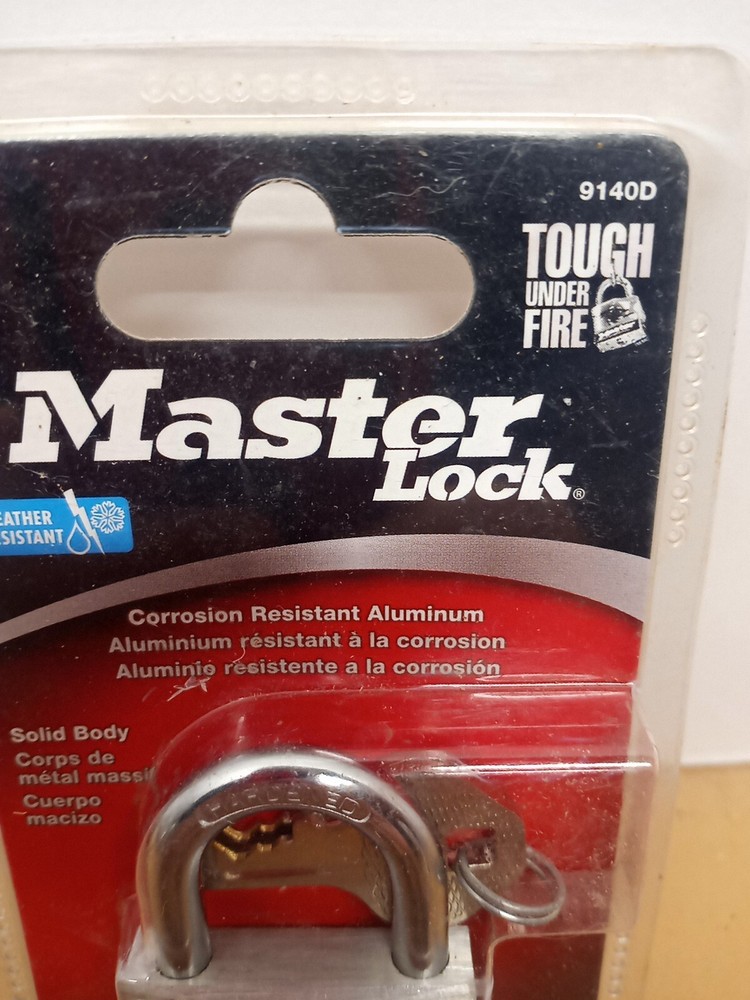 9140D
TOUGH
UNDER
FIRE
Master
Lock®
EATHER
SISTANT
Corrosion Resistant Aluminum
Aluminium résistant à la corrosion
Aluminio resistente a la corrosión
Solid Body
Corps de
métal massi
Cuerpo
macizo
HARDENED